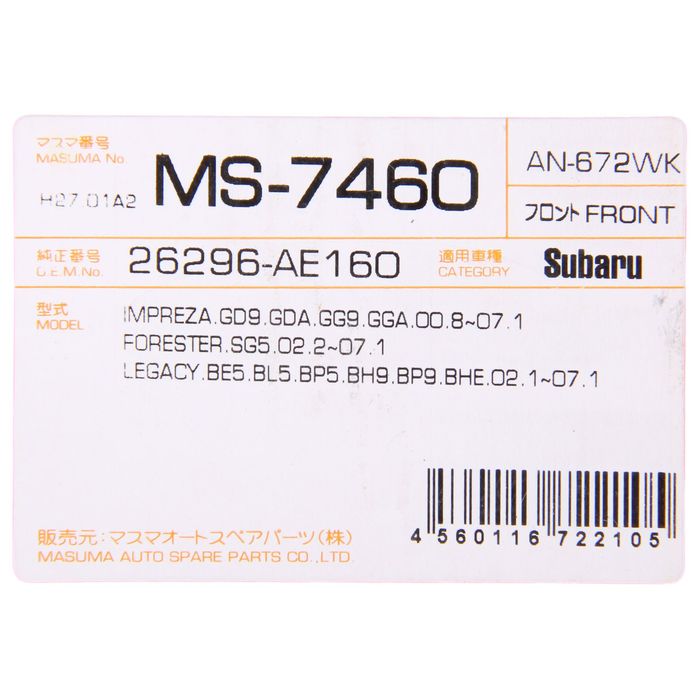 マスマ番号
MASUMA No.
MS-7460
AN-672WK
H27.01A2
フロント FRONT
純正番号
O.E.M.No.
26296-AE160
適用車種
CATEGORY
Subaru
型式
MODEL
IMPREZA.GD9.GDA.GG9.GGA.00.8~07.1
FORESTER.SG5.02.2~07.1
LEGACY.BE5.BL5.BP5.BH9.BP9.BHE.02.1~07.1
4 560116 722105
販売元:マスマオートスペアパーツ(株)
MASUMA AUTO SPARE PARTS CO.,LTD.